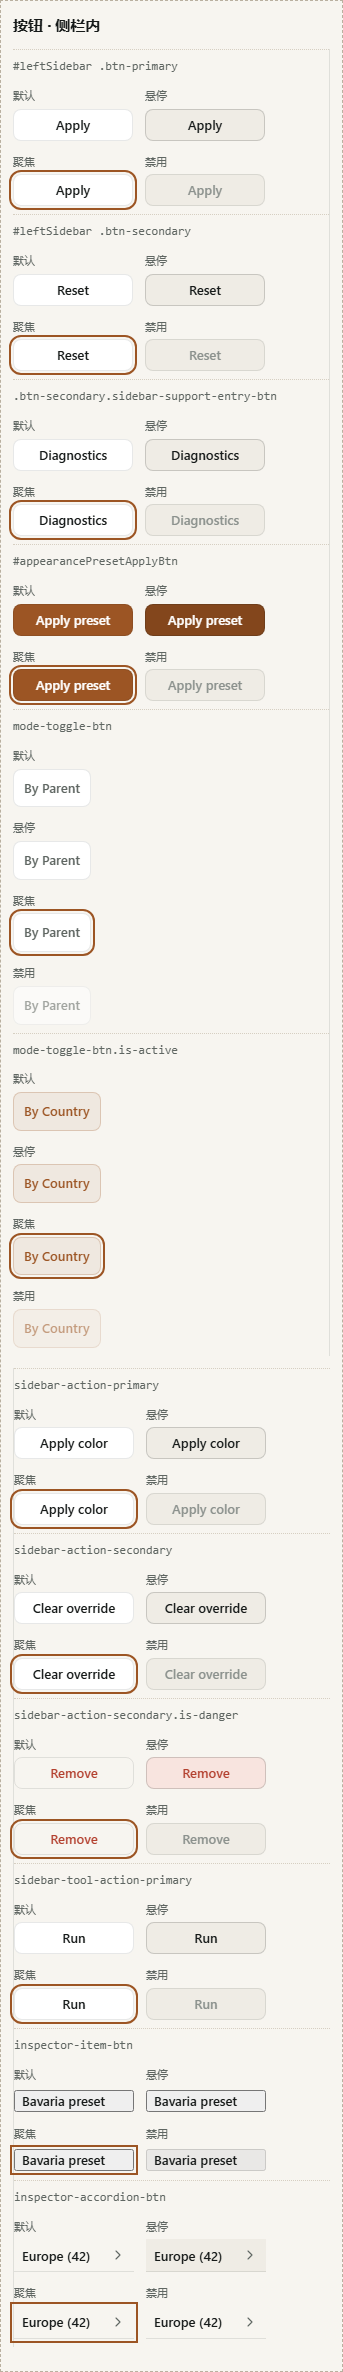 按钮 · 侧栏内
#leftSidebar .btn-primary
默认 悬停
Apply Apply
聚焦 禁用
Apply Apply
#leftSidebar .btn-secondary
默认 悬停
Reset Reset
聚焦 禁用
Reset Reset
.btn-secondary.sidebar-support-entry-btn
默认 悬停
Diagnostics Diagnostics
聚焦 禁用
Diagnostics Diagnostics
#appearancePresetApplyBtn
默认 悬停
Apply preset Apply preset
聚焦 禁用
Apply preset Apply preset
mode-toggle-btn
默认
By Parent
悬停
By Parent
聚焦
By Parent
禁用
By Parent
mode-toggle-btn.is-active
默认
By Country
悬停
By Country
聚焦
By Country
禁用
By Country
sidebar-action-primary
默认 悬停
Apply color Apply color
聚焦 禁用
Apply color Apply color
sidebar-action-secondary
默认 悬停
Clear override Clear override
聚焦 禁用
Clear override Clear override
sidebar-action-secondary.is-danger
默认 悬停
Remove Remove
聚焦 禁用
Remove Remove
sidebar-tool-action-primary
默认 悬停
Run Run
聚焦 禁用
Run Run
inspector-item-btn
默认 悬停
Bavaria preset Bavaria preset
聚焦 禁用
Bavaria preset Bavaria preset
inspector-accordion-btn
默认 悬停
Europe (42) Europe (42)
聚焦 禁用
Europe (42) Europe (42)